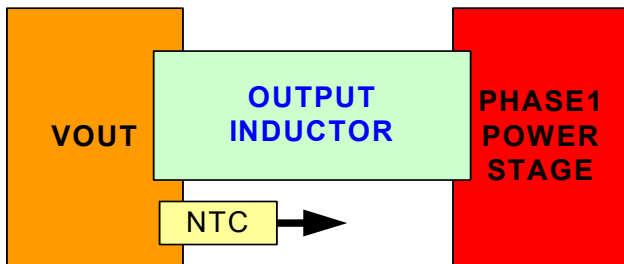 VOUT
OUTPUT
INDUCTOR
PHASE1
POWER
STAGE
NTC